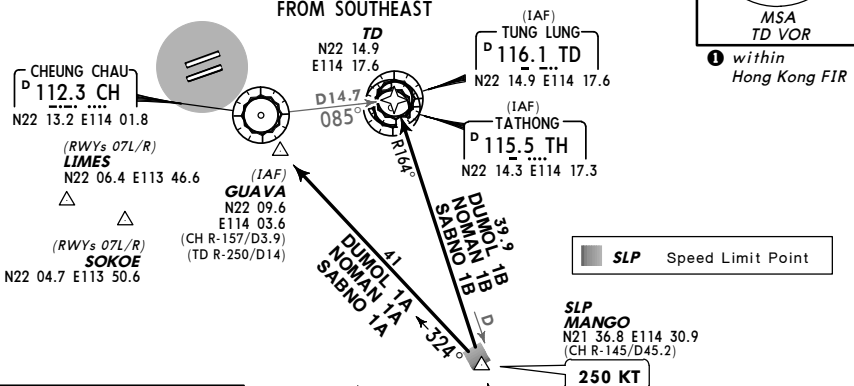 FROM SOUTHEAST
MSA
TD VOR
1 within
Hong Kong FIR
TD
N22 14.9
E114 17.6
(IAF)
TUNG LUNG
D 116.1 TD
N22 14.9 E114 17.6
CHEUNG CHAU
D 112.3 CH
N22 13.2 E114 01.8
D14.7
085°
(IAF)
TATHONG
D 115.5 TH
N22 14.3 E114 17.3
R164°
(RWYs 07L/R)
LIMES
N22 06.4 E113 46.6
(IAF)
GUAVA
N22 09.6
E114 03.6
(CH R-157/D3.9)
(TD R-250/D14)
(RWYs 07L/R)
SOKOE
N22 04.7 E113 50.6
39.9
DUMOL 1B
NOMAN 1B
SABNO 1B
41
DUMOL 1A
NOMAN 1A
SABNO 1A
324°
D
SLP Speed Limit Point
SLP
MANGO
N21 36.8 E114 30.9
(CH R-145/D45.2)
250 KT